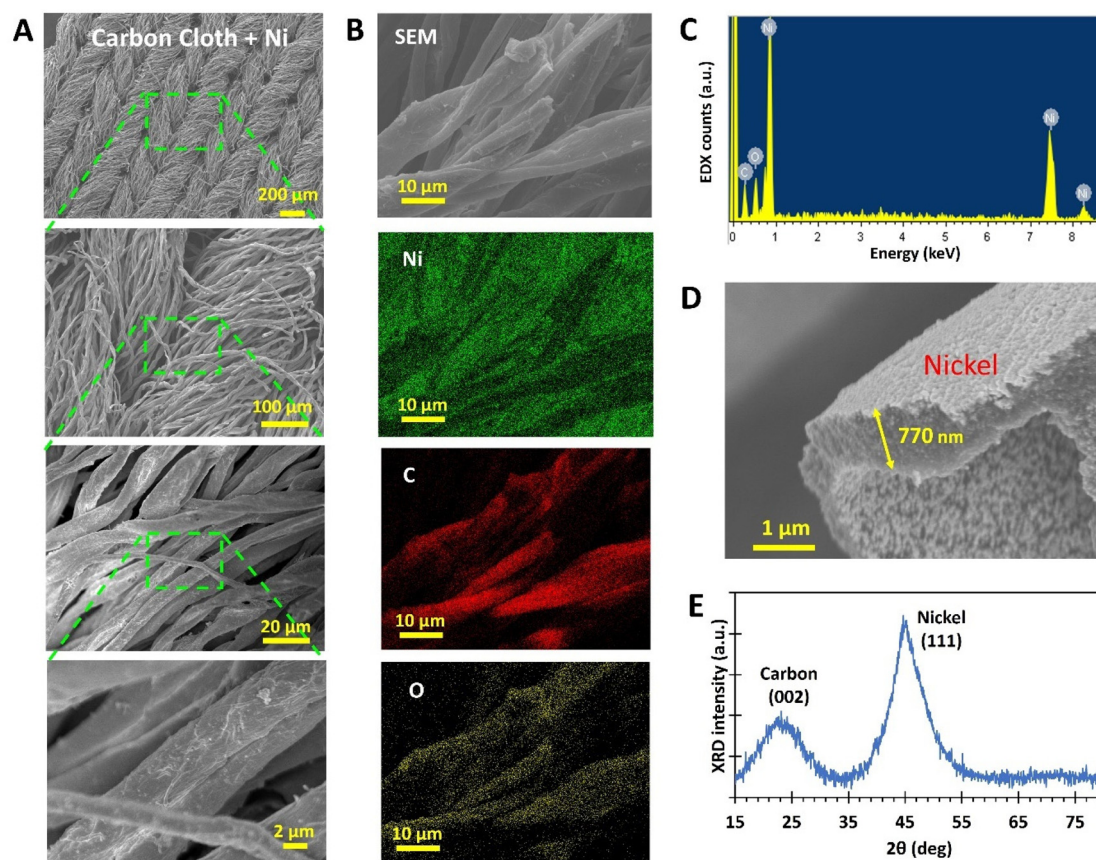 A
Carbon Cloth + Ni
200 µm
100 µm
20 µm
2 µm
B
SEM
10 µm
Ni
10 µm
C
10 µm
O
10 µm
C
EDX counts (a.u.)
Ni
O
C
Ni
Ni
0 1 2 3 4 5 6 7 8
Energy (keV)
D
Nickel
770 nm
1 µm
E
XRD intensity (a.u.)
Nickel
(111)
Carbon
(002)
15 25 35 45 55 65 75
2θ (deg)